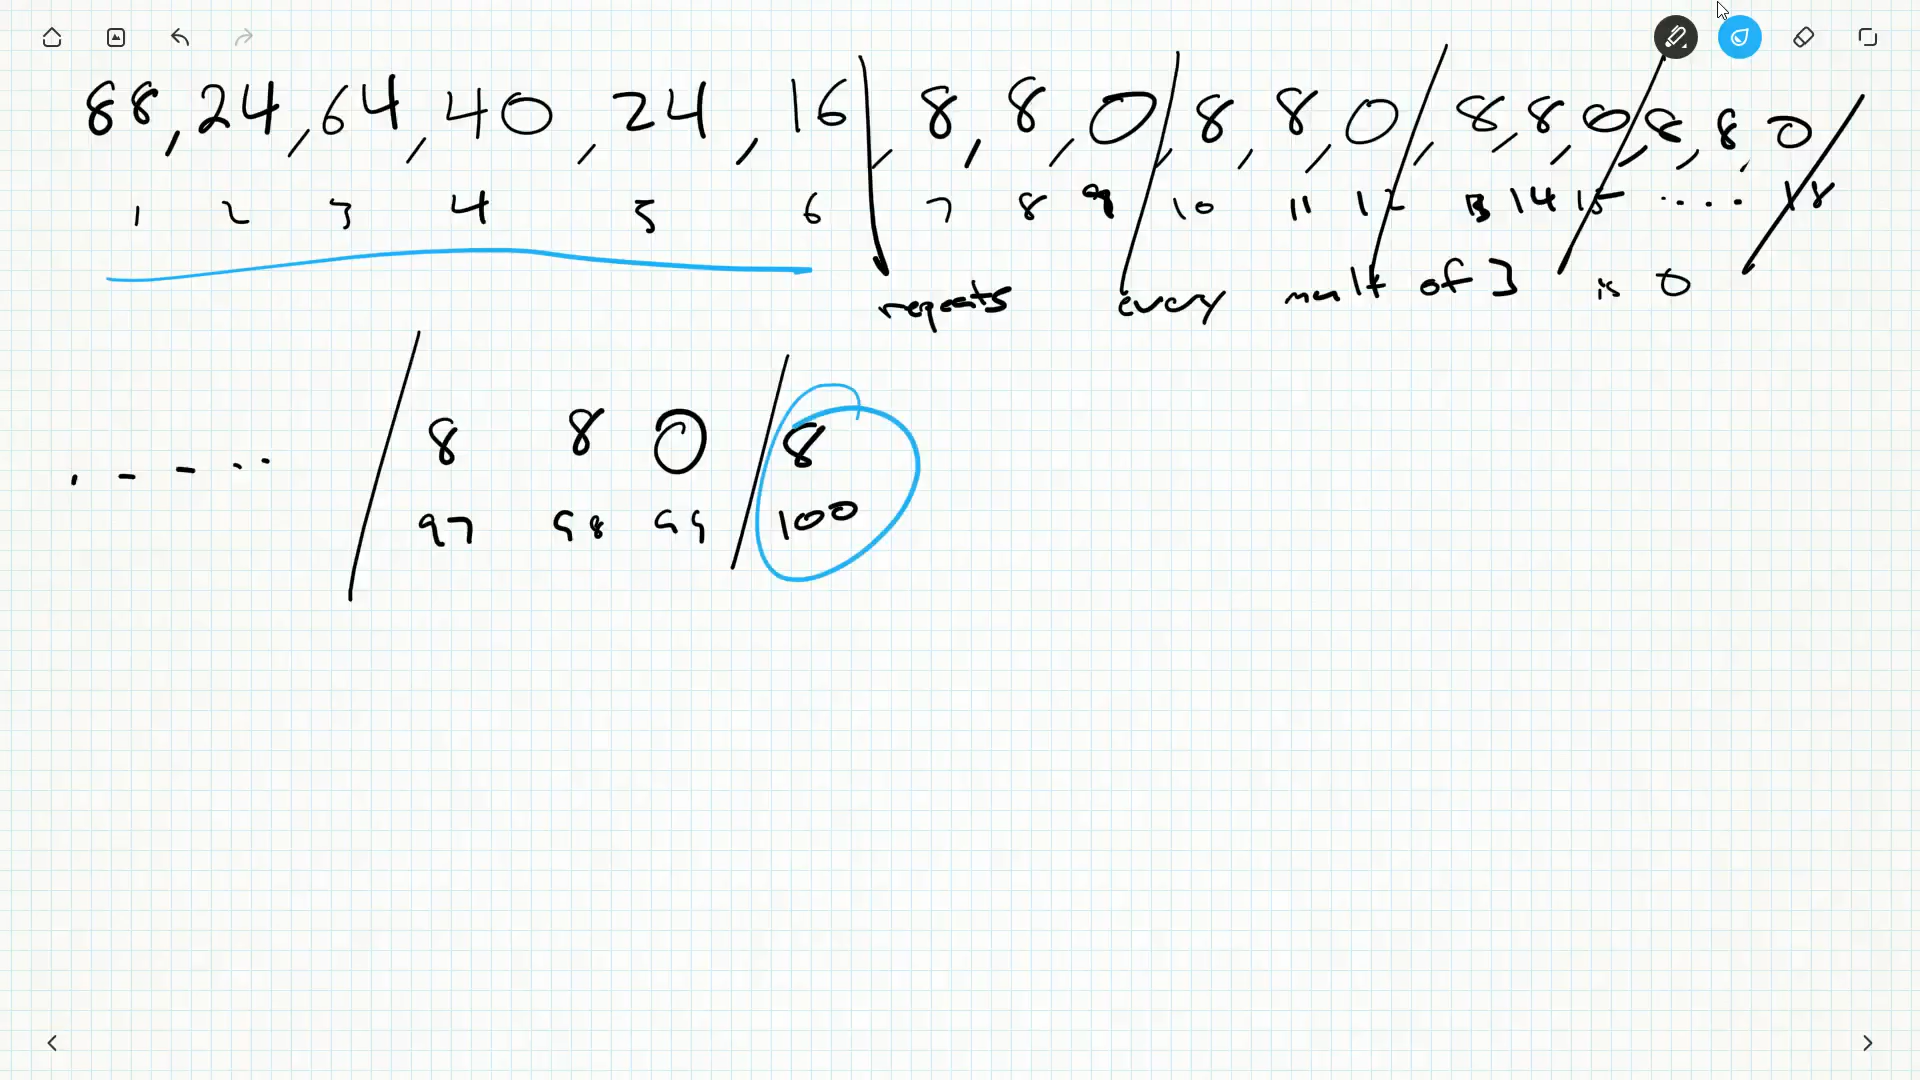 88, 24, 64, 40, 24, 16, 8, 8, 0, 8, 8, 0, 8, 8, 0, 8, 8, 0
1 2 3 4 5 6 7 8 9 10 11 12 13 14 15 .... 18
repeats every mult of 3 is 0
. - - .. 8 8 0 8
97 98 99 100